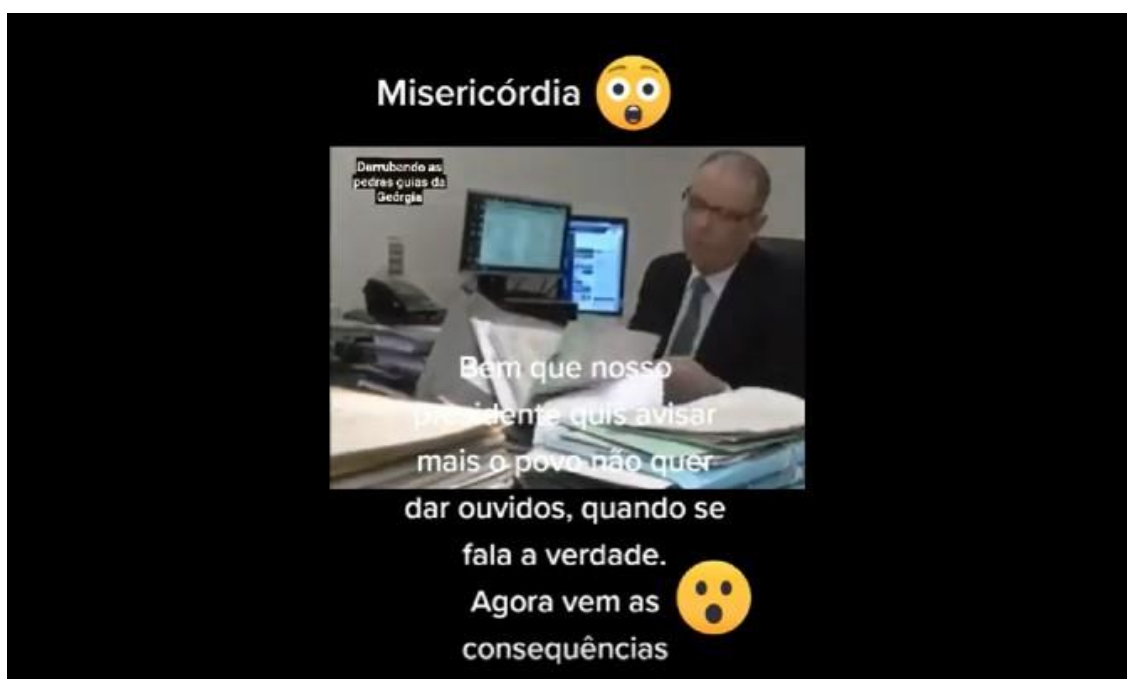 Misericórdia
Derrubando as
pedras guias da
Geórgia
Bem que nosso
presidente quis avisar
mais o povo não quer
dar ouvidos, quando se
fala a verdade.
Agora vem as
consequências